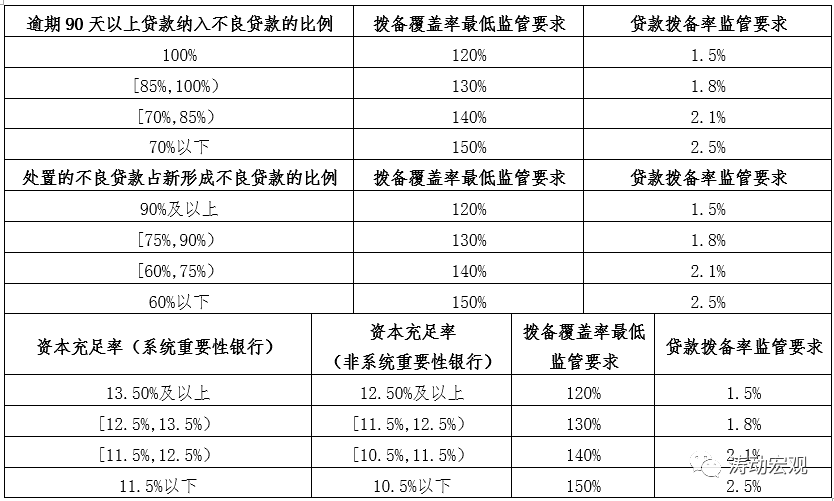 逾期90天以上贷款纳入不良贷款的比例 拨备覆盖率最低监管要求 贷款拨备率监管要求
100% 120% 1.5%
[85%,100%) 130% 1.8%
[70%,85%) 140% 2.1%
70%以下 150% 2.5%
处置的不良贷款占新形成不良贷款的比例 拨备覆盖率最低监管要求 贷款拨备率监管要求
90%及以上 120% 1.5%
[75%,90%) 130% 1.8%
[60%,75%) 140% 2.1%
60%以下 150% 2.5%
资本充足率(系统重要性银行) 资本充足率
(非系统重要性银行) 拨备覆盖率最低
监管要求 贷款拨备率监管要求
13.50%及以上 12.50%及以上 120% 1.5%
[12.5%,13.5%) [11.5%,12.5%) 130% 1.8%
[11.5%,12.5%) [10.5%,11.5%) 140% 2.1%
11.5%以下 10.5%以下 150% 2.5%
涛动宏观